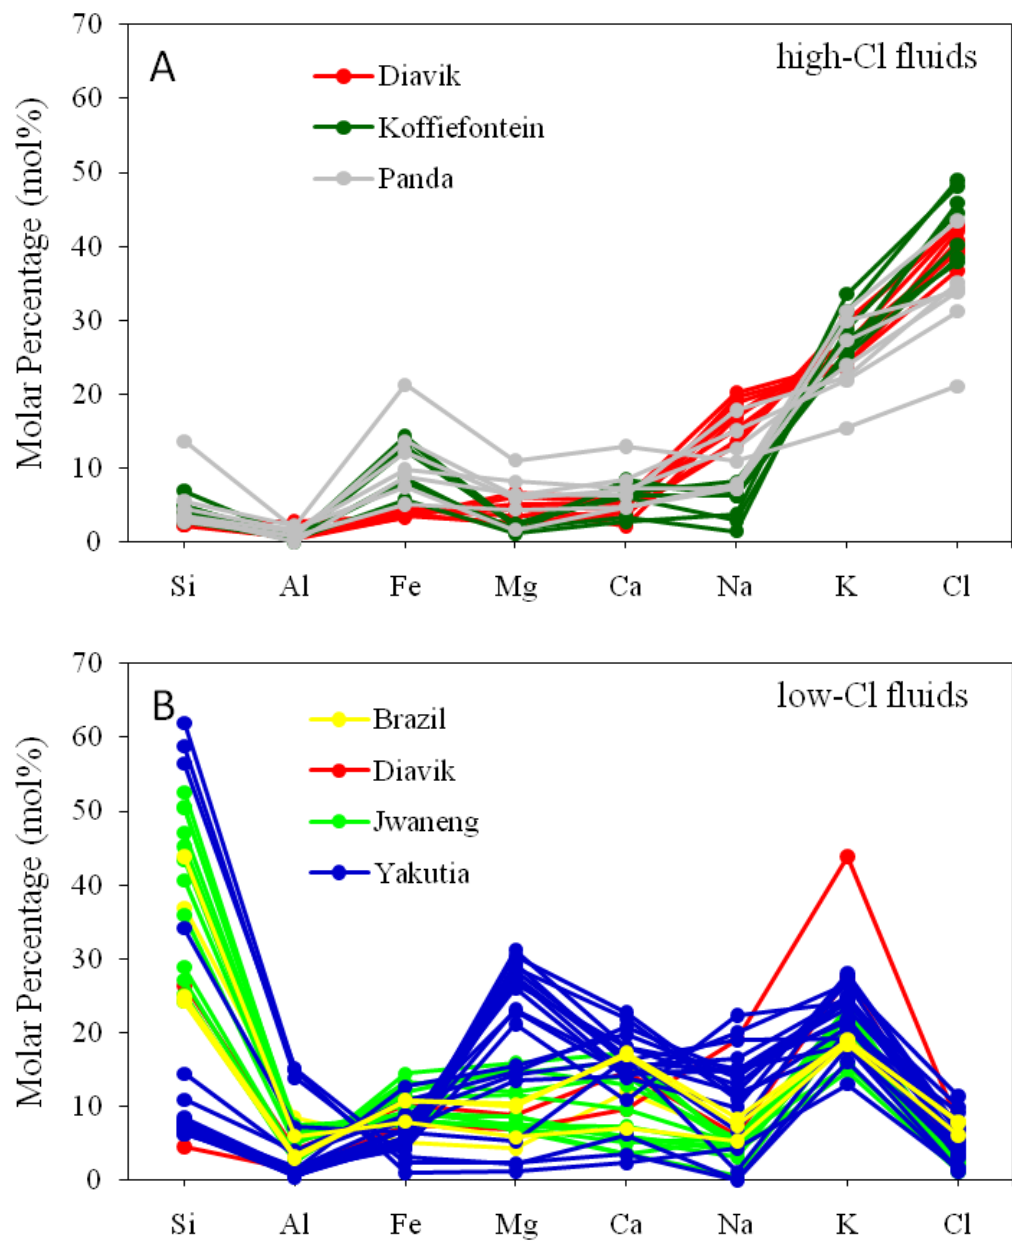 70
A
high-Cl fluids
Diavik
60
Koffiefontein
50
Panda
40
30
20
10
0
Molar Percentage (mol%)
Si Al Fe Mg Ca Na K Cl
70
B
low-Cl fluids
Brazil
60
Diavik
50
Jwaneng
Yakutia
40
30
20
10
0
Molar Percentage (mol%)
Si Al Fe Mg Ca Na K Cl